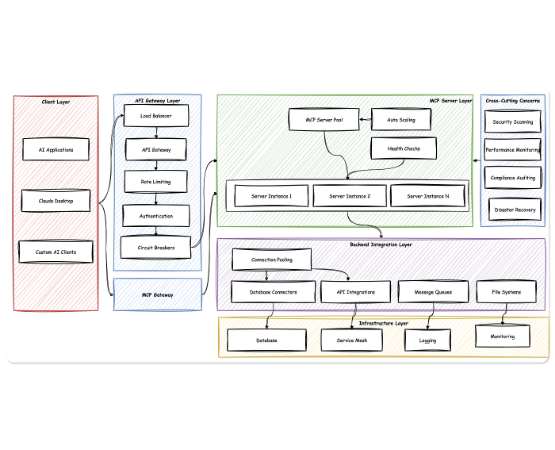 Client Layer
AI Applications
Claude Desktop
Custom AI Clients
API Gateway Layer
Load Balancer
API Gateway
Rate Limiting
Authentication
Circuit Breakers
MCP Gateway
MCP Server Layer
MCP Server Pool
Auto Scaling
Health Checks
Server Instance 1
Server Instance 2
Server Instance N
Cross-Cutting Concerns
Security Scanning
Performance Monitoring
Compliance Auditing
Disaster Recovery
Backend Integration Layer
Connection Pooling
Database Connectors
API Integrations
Message Queues
File Systems
Infrastructure Layer
Database
Service Mesh
Logging
Monitoring